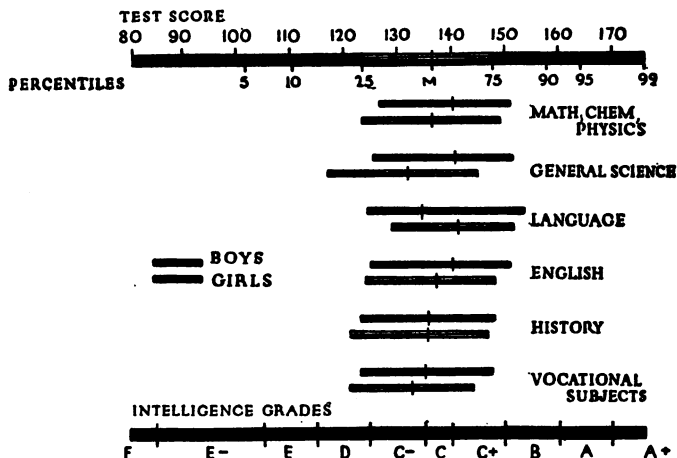 TEST SCORE
80 90 100 110 120 130 140 150 160 170
PERCENTILES 5 10 25 M 75 90 95 99
MATH, CHEM,
PHYSICS
GENERAL SCIENCE
LANGUAGE
BOYS
GIRLS
ENGLISH
HISTORY
VOCATIONAL
SUBJECTS
INTELLIGENCE GRADES
F E- E D C- C C+ B A A+